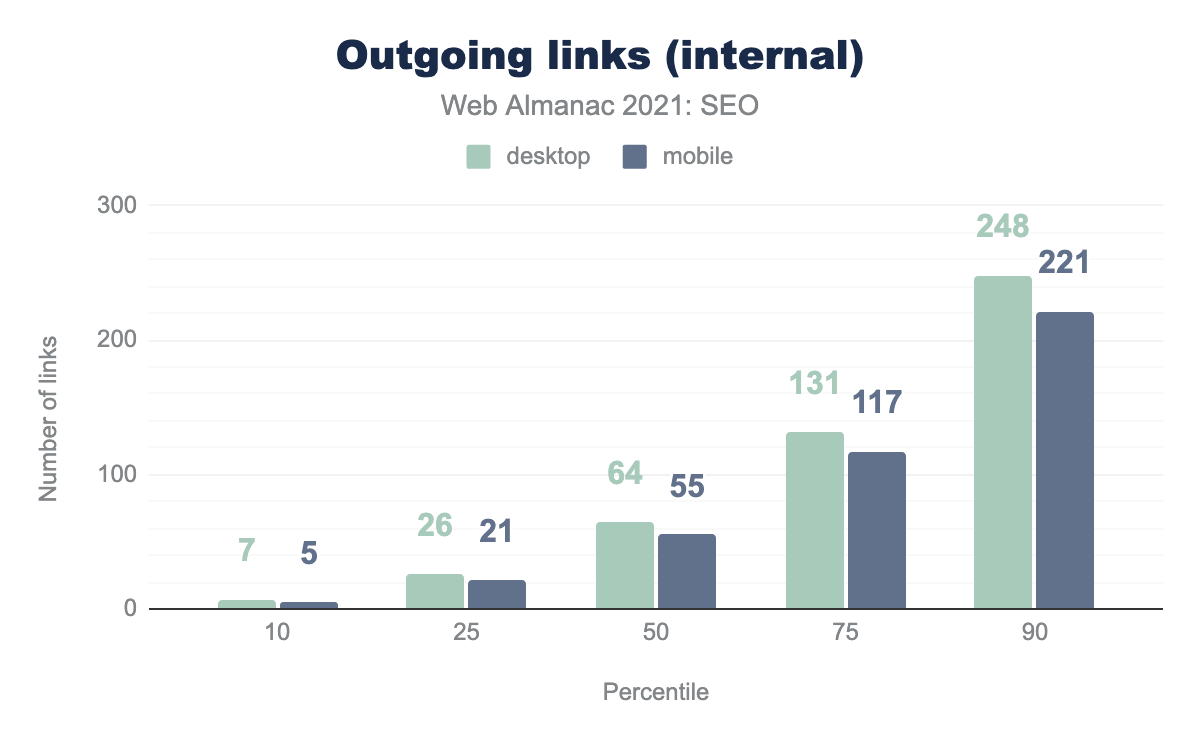 Outgoing links (internal)
Web Almanac 2021: SEO
desktop mobile
300
200
100
0
Number of links
7 5
26 21
64 55
131 117
248 221
10 25 50 75 90
Percentile